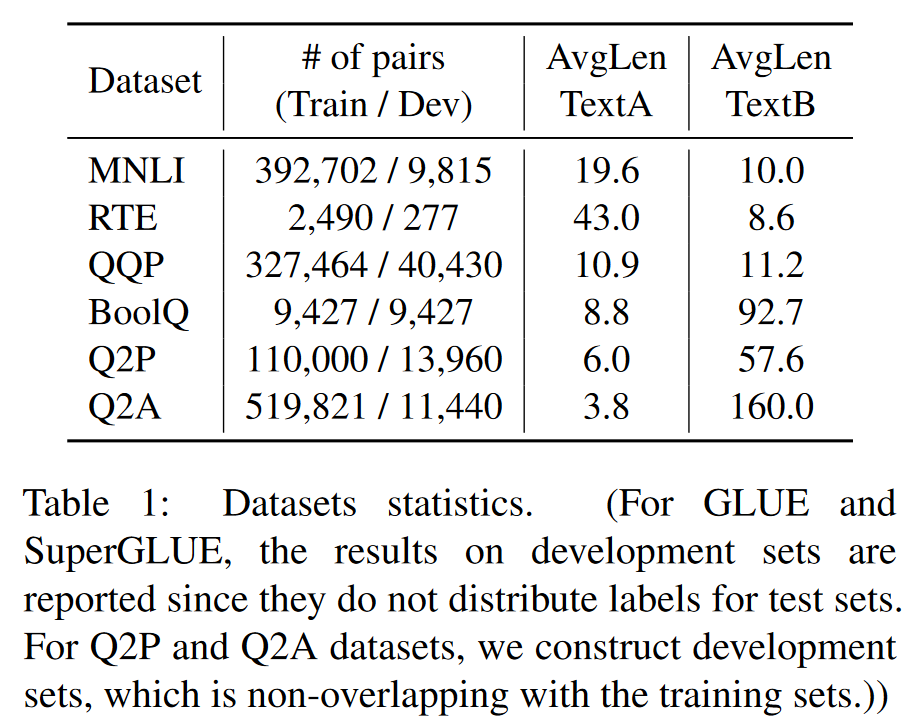 Dataset # of pairs (Train / Dev) AvgLen TextA AvgLen TextB
MNLI 392,702 / 9,815 19.6 10.0
RTE 2,490 / 277 43.0 8.6
QQP 327,464 / 40,430 10.9 11.2
BoolQ 9,427 / 9,427 8.8 92.7
Q2P 110,000 / 13,960 6.0 57.6
Q2A 519,821 / 11,440 3.8 160.0
Table 1: Datasets statistics. (For GLUE and
SuperGLUE, the results on development sets are
reported since they do not distribute labels for test sets.
For Q2P and Q2A datasets, we construct development
sets, which is non-overlapping with the training sets.))